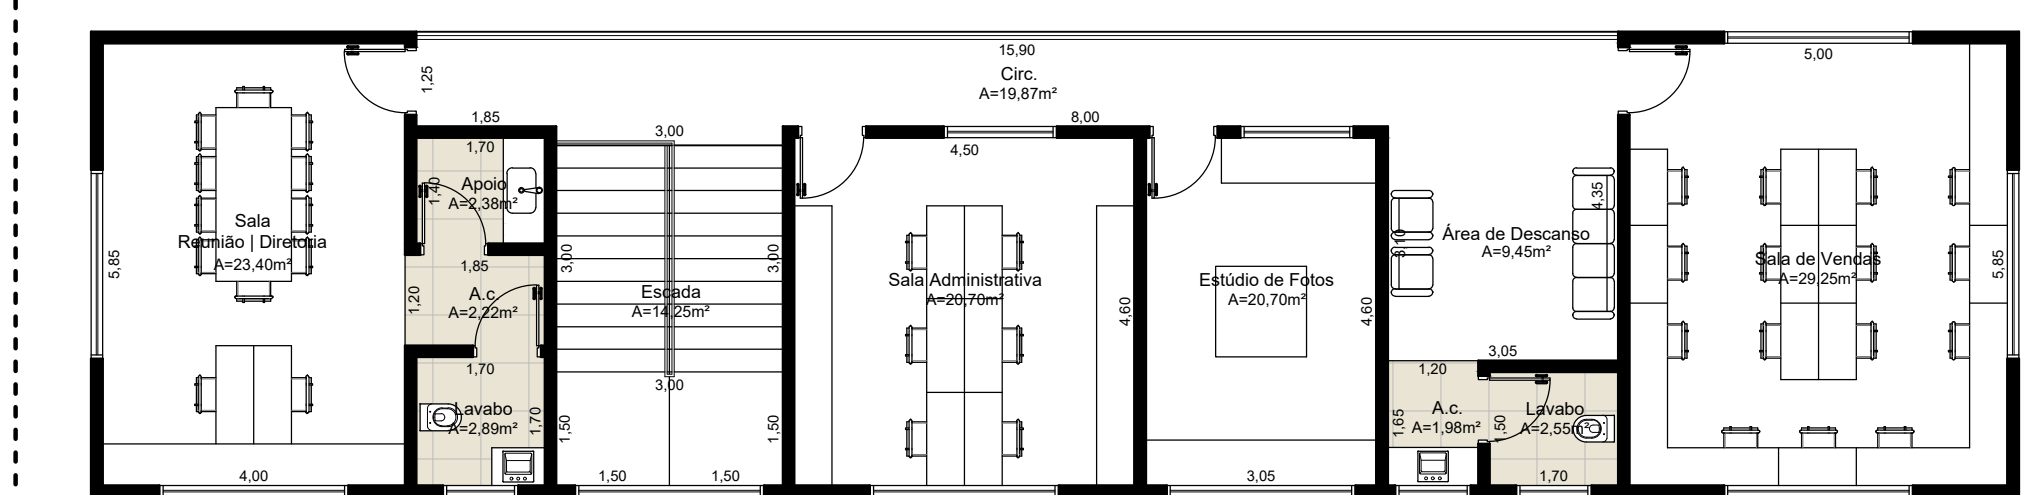 15,90
Circ.
A=19,87m²
1,25
5,00
1,85
3,00
8,00
1,70
4,50
1,40
Apoio
A=2,38m²
4,35
Sala
Reunião | Diretoria
A=23,40m²
5,85
3,10
Área de Descanso
A=9,45m²
1,85
3,00
3,00
Sala de Vendas
A=29,25m²
5,85
1,20
A.c.
A=2,22m²
Escada
A=14,25m²
Sala Administrativa
A=20,70m²
4,60
Estúdio de Fotos
A=20,70m²
4,60
1,70
3,00
3,05
1,20
Lavabo
A=2,89m²
1,70
1,50
1,50
1,65
A.c.
A=1,98m²
1,50
Lavabo
A=2,55m²
4,00
1,50
1,50
3,05
1,70